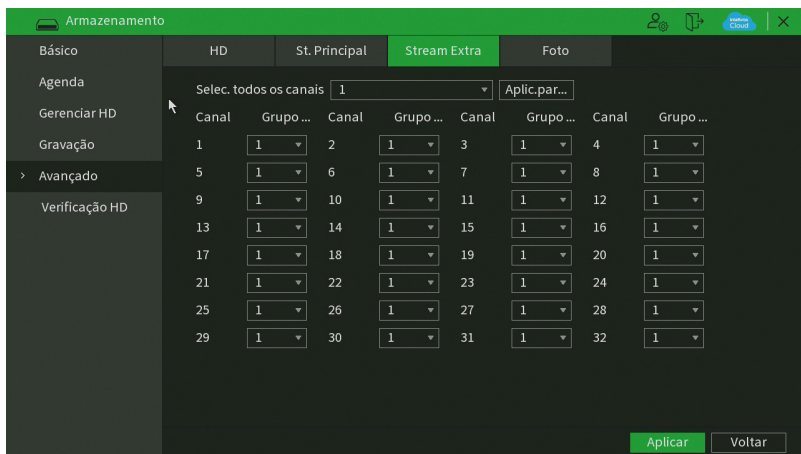 Armazenamento
intelbras Cloud
Básico
Agenda
Gerenciar HD
Gravação
> Avançado
Verificação HD
HD St. Principal Stream Extra Foto
Selec. todos os canais 1 Aplic.par...
Canal Grupo ... Canal Grupo ... Canal Grupo ... Canal Grupo ...
1 1 2 1 3 1 4 1
5 1 6 1 7 1 8 1
9 1 10 1 11 1 12 1
13 1 14 1 15 1 16 1
17 1 18 1 19 1 20 1
21 1 22 1 23 1 24 1
25 1 26 1 27 1 28 1
29 1 30 1 31 1 32 1
Aplicar Voltar